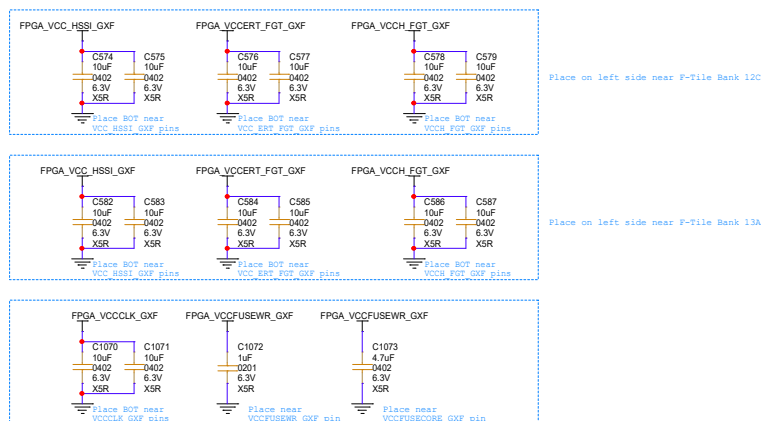 FPGA_VCC_HSSI_GXF
FPGA_VCCERT_FGT_GXF
FPGA_VCCH_FGT_GXF
C574
10uF
0402
6.3V
X5R
C575
10uF
0402
6.3V
X5R
C576
10uF
0402
6.3V
X5R
C577
10uF
0402
6.3V
X5R
C578
10uF
0402
6.3V
X5R
C579
10uF
0402
6.3V
X5R
Place BOT near
VCC_HSSI_GXF pins
Place BOT near
VCC_ERT_FGT_GXF pins
Place BOT near
VCCH_FGT_GXF pins
Place on left side near F-Tile Bank 12C
FPGA_VCC_HSSI_GXF
FPGA_VCCERT_FGT_GXF
FPGA_VCCH_FGT_GXF
C582
10uF
0402
6.3V
X5R
C583
10uF
0402
6.3V
X5R
C584
10uF
0402
6.3V
X5R
C585
10uF
0402
6.3V
X5R
C586
10uF
0402
6.3V
X5R
C587
10uF
0402
6.3V
X5R
Place BOT near
VCC_HSSI_GXF pins
Place BOT near
VCC_ERT_FGT_GXF pins
Place BOT near
VCCH_FGT_GXF pins
Place on left side near F-Tile Bank 13A
FPGA_VCCCLK_GXF
FPGA_VCCFUSEWR_GXF
FPGA_VCCFUSEWR_GXF
C1070
10uF
0402
6.3V
X5R
C1071
10uF
0402
6.3V
X5R
C1072
1uF
0201
6.3V
X5R
C1073
4.7uF
0402
6.3V
X5R
Place BOT near
VCCCLK_GXF pins
Place BOT near
VCCFUSEWR_GXF pin
Place BOT near
VCCFUSECORE_GXF pin